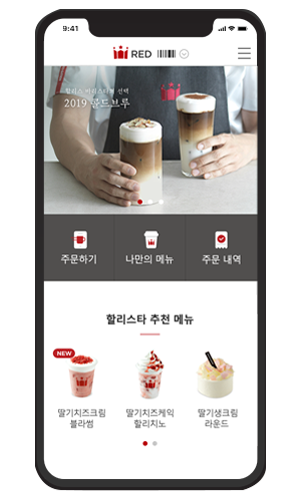 9:41
RED
할리스 바리스타의 선택
2019 콜드브루
주문하기
나만의 메뉴
주문 내역
할리스타 추천 메뉴
NEW
딸기치즈크림
블라썸
딸기치즈케익
할리치노
딸기생크림
라운드